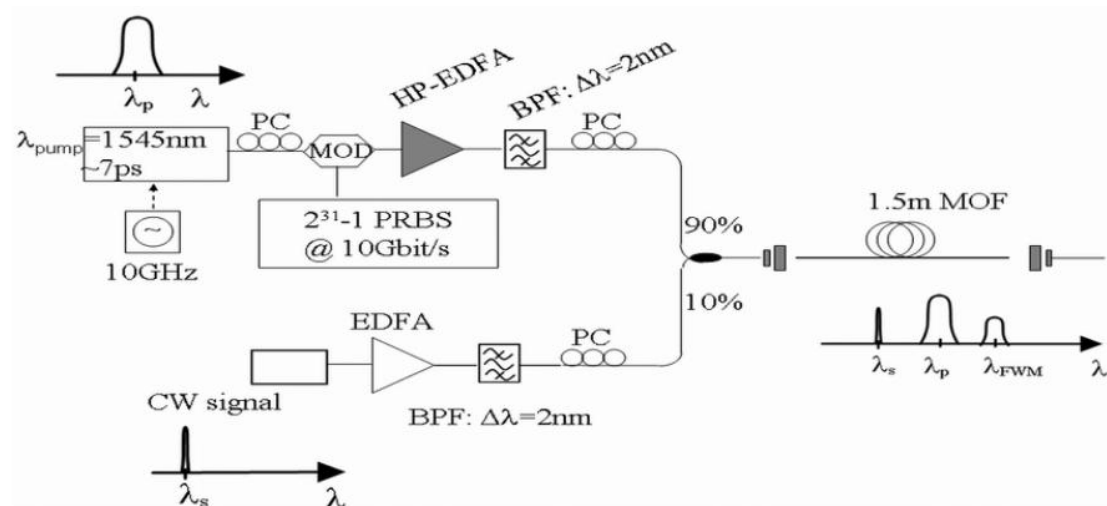 λp
λ
λpump=1545nm
~7ps
10GHz
PC
MOD
2³¹-1 PRBS
@ 10Gbit/s
HP-EDFA
BPF: Δλ=2nm
PC
90%
10%
1.5m MOF
λs
λp
λFWM
λ
EDFA
PC
BPF: Δλ=2nm
CW signal
λs
λ